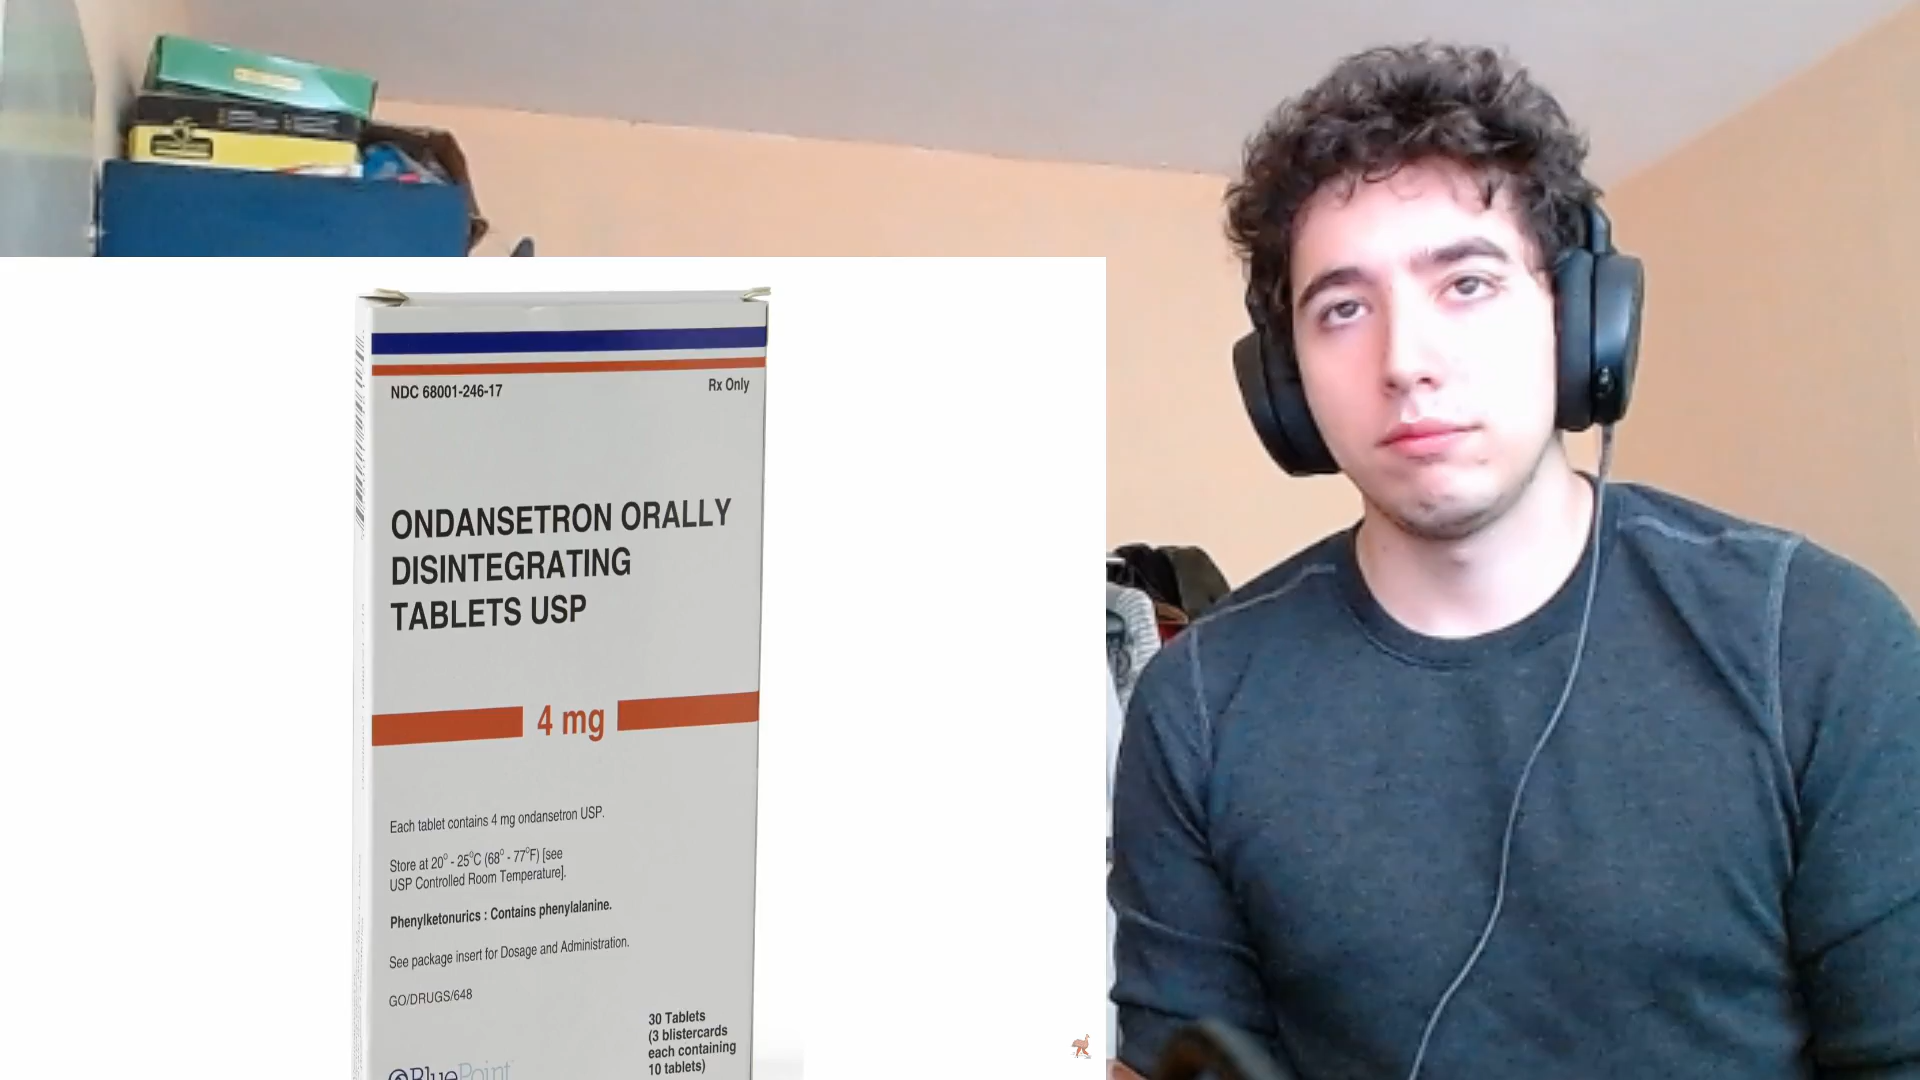 NDC 68001-246-17
Rx Only
ONDANSETRON ORALLY
DISINTEGRATING
TABLETS USP
4 mg
Each tablet contains 4 mg ondansetron USP.
Store at 20° - 25°C (68° - 77°F) [see
USP Controlled Room Temperature].
Phenylketonurics : Contains phenylalanine.
See package insert for Dosage and Administration.
GO/DRUGS/648
30 Tablets
(3 blistercards
each containing
10 tablets)
BluePoint